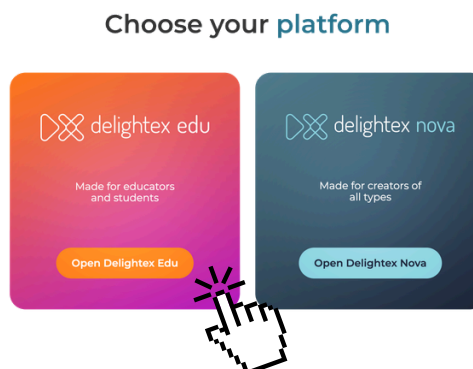 Choose your platform
delightex edu
Made for educators
and students
Open Delightex Edu
delightex nova
Made for creators of
all types
Open Delightex Nova